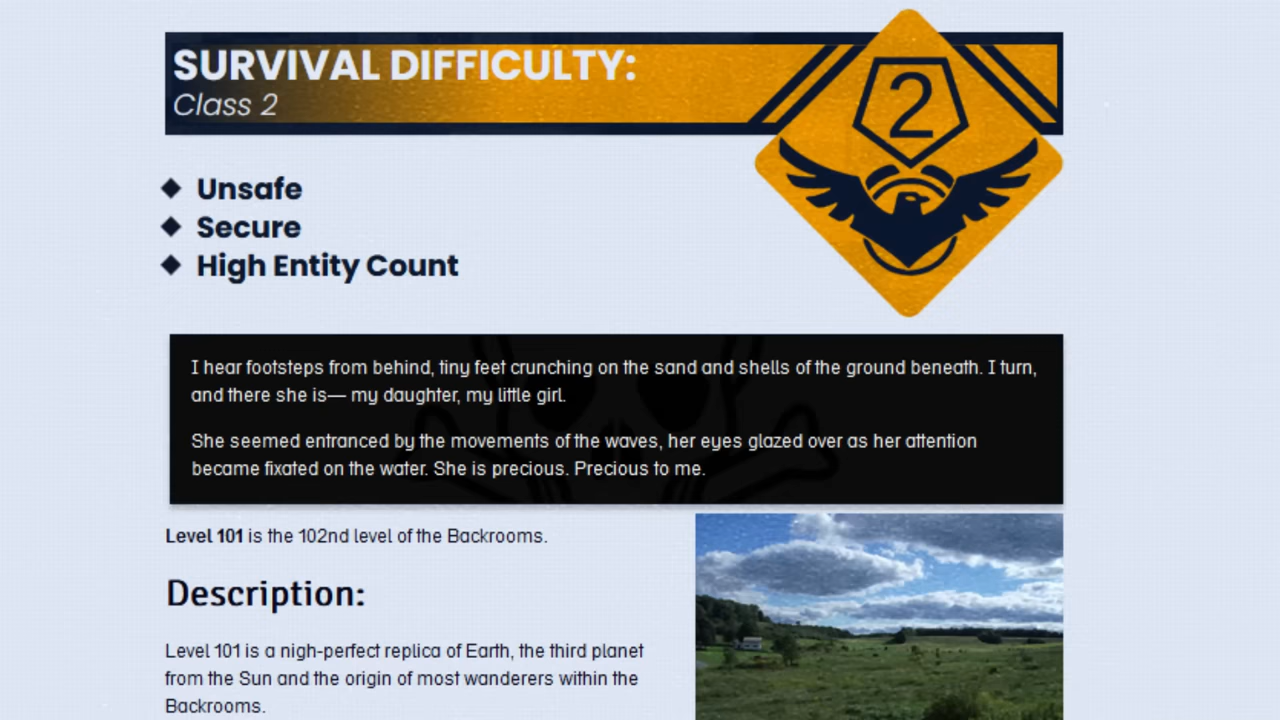 SURVIVAL DIFFICULTY:
Class 2
2
Unsafe
Secure
High Entity Count
I hear footsteps from behind, tiny feet crunching on the sand and shells of the ground beneath. I turn,
and there she is— my daughter, my little girl.
She seemed entranced by the movements of the waves, her eyes glazed over as her attention
became fixated on the water. She is precious. Precious to me.
Level 101 is the 102nd level of the Backrooms.
Description:
Level 101 is a nigh-perfect replica of Earth, the third planet
from the Sun and the origin of most wanderers within the
Backrooms.